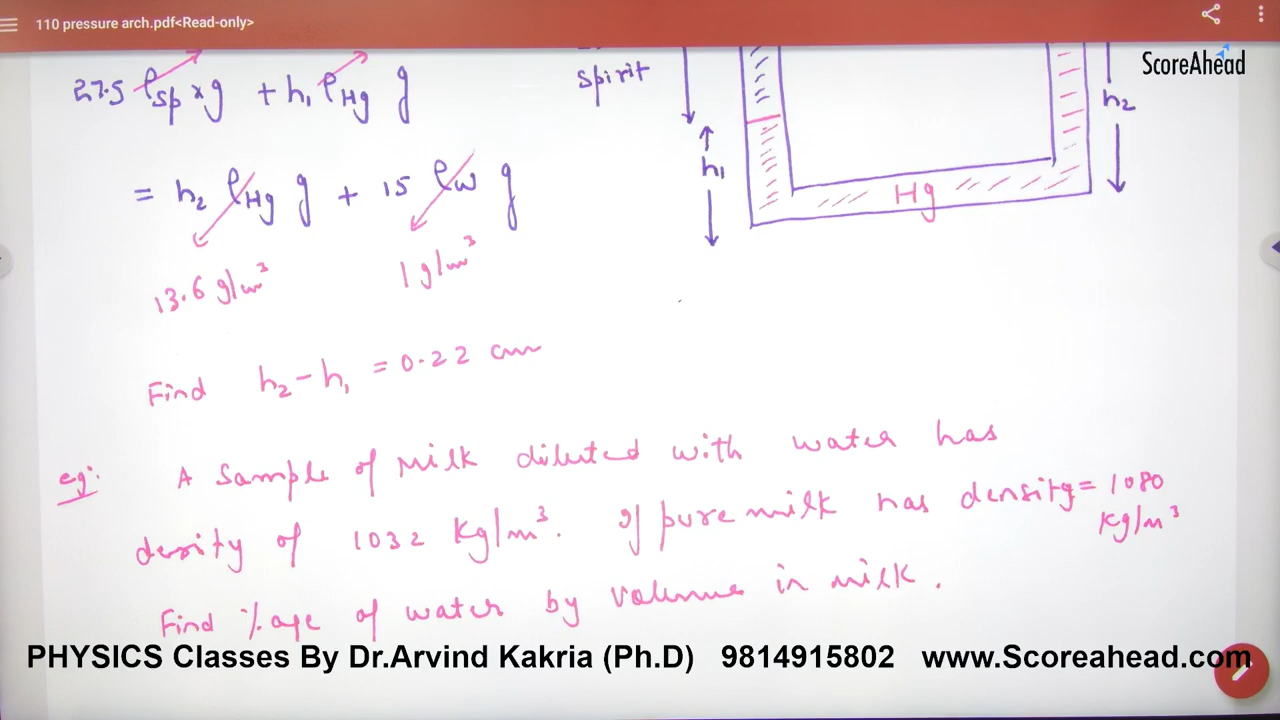 110 pressure arch.pdf<Read-only>
ScoreAhead
27.5 ρsp × g + h₁ ρHg g
spirit
h₁
h₂
Hg
= h₂ ρHg g + 15 ρw g
13.6 g/cm³
1 g/cm³
Find h₂ - h₁ = 0.22 cm
eg: A sample of Milk diluted with water has
density of 1032 Kg/m³. If pure milk has density = 1080
Kg/m³
Find %age of water by volume in milk.
PHYSICS Classes By Dr.Arvind Kakria (Ph.D) 9814915802 www.Scoreahead.com